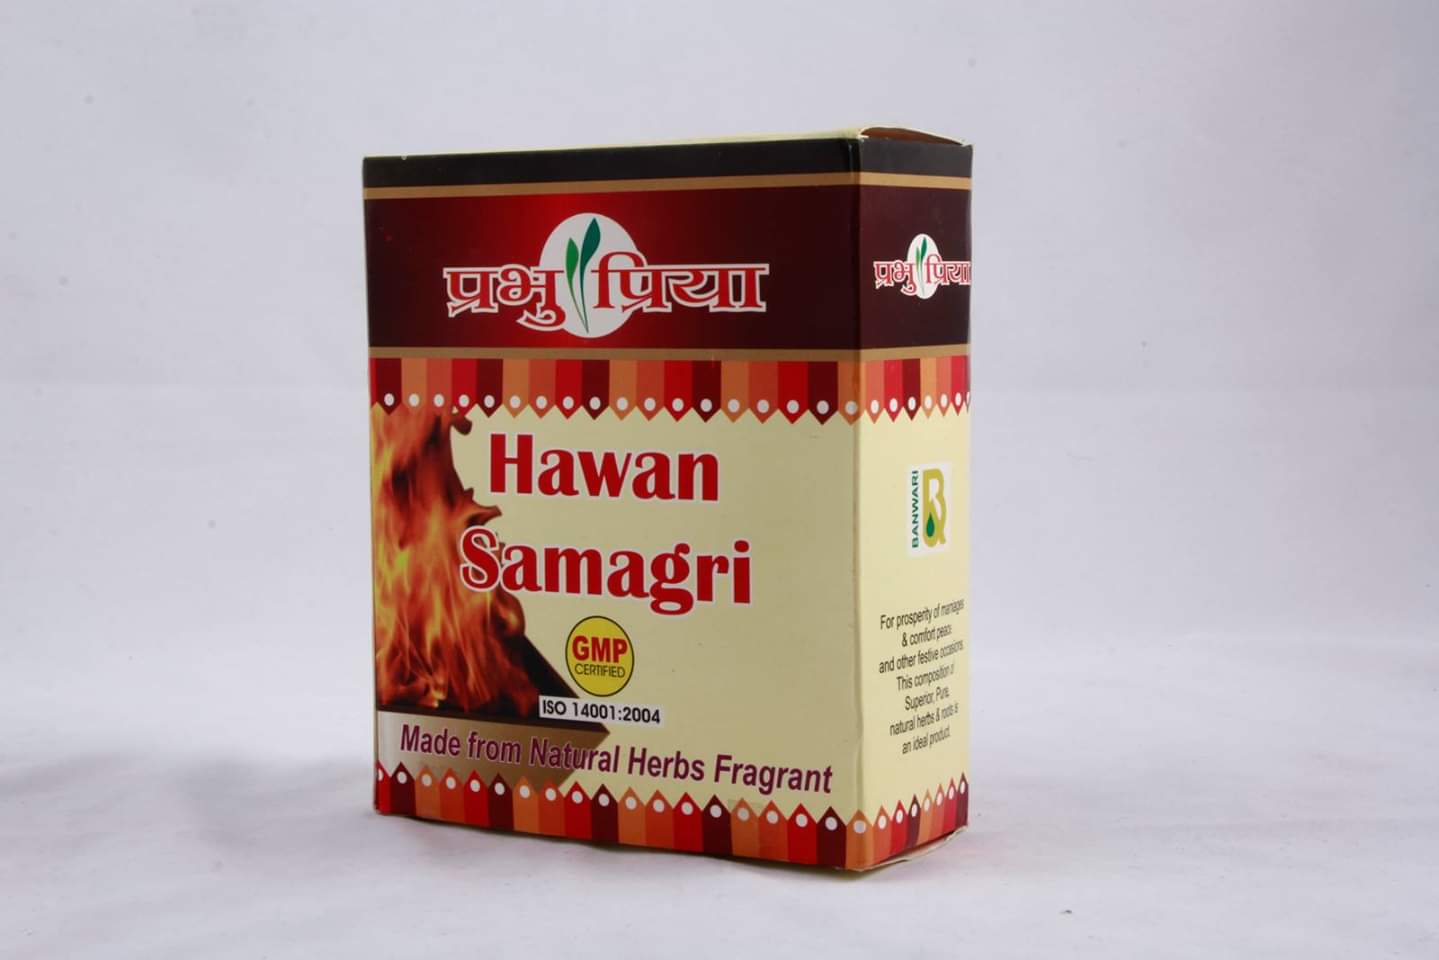 प्रभु प्रिया
Hawan
Samagri
GMP
CERTIFIED
ISO 14001:2004
Made from Natural Herbs Fragrant
प्रभु प्रिया
BANWARI
For prosperity of marriages
& comfort peace,
and other festive occasions.
This composition of
Superior, Pure,
natural herbs & roots is
an ideal product.